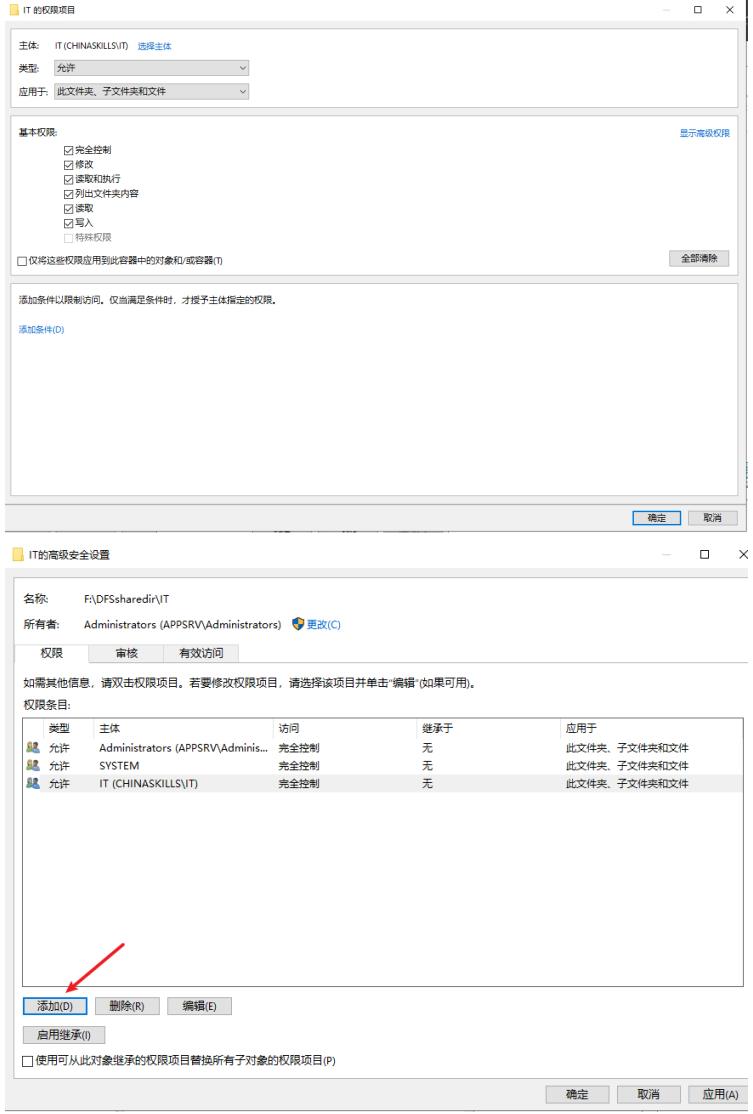 IT 的权限项目
主体: IT (CHINASKILLS\IT) 选择主体
类型: 允许
应用于: 此文件夹、子文件夹和文件
基本权限: 显示高级权限
完全控制
修改
读取和执行
列出文件夹内容
读取
写入
特殊权限
仅将这些权限应用到此容器中的对象和/或容器(T) 全部清除
添加条件以限制访问。仅当满足条件时，才授予主体指定的权限。
添加条件(D)
确定 取消
IT的高级安全设置
名称: F:\DFSsharedir\IT
所有者: Administrators (APPSRV\Administrators) 更改(C)
权限 审核 有效访问
如需其他信息，请双击权限项目。若要修改权限项目，请选择该项目并单击“编辑”(如果可用)。
权限条目:
类型 主体 访问 继承于 应用于
允许 Administrators (APPSRV\Adminis... 完全控制 无 此文件夹、子文件夹和文件
允许 SYSTEM 完全控制 无 此文件夹、子文件夹和文件
允许 IT (CHINASKILLS\IT) 完全控制 无 此文件夹、子文件夹和文件
添加(D) 删除(R) 编辑(E)
启用继承(I)
使用可从此对象继承的权限项目替换所有子对象的权限项目(P)
确定 取消 应用(A)